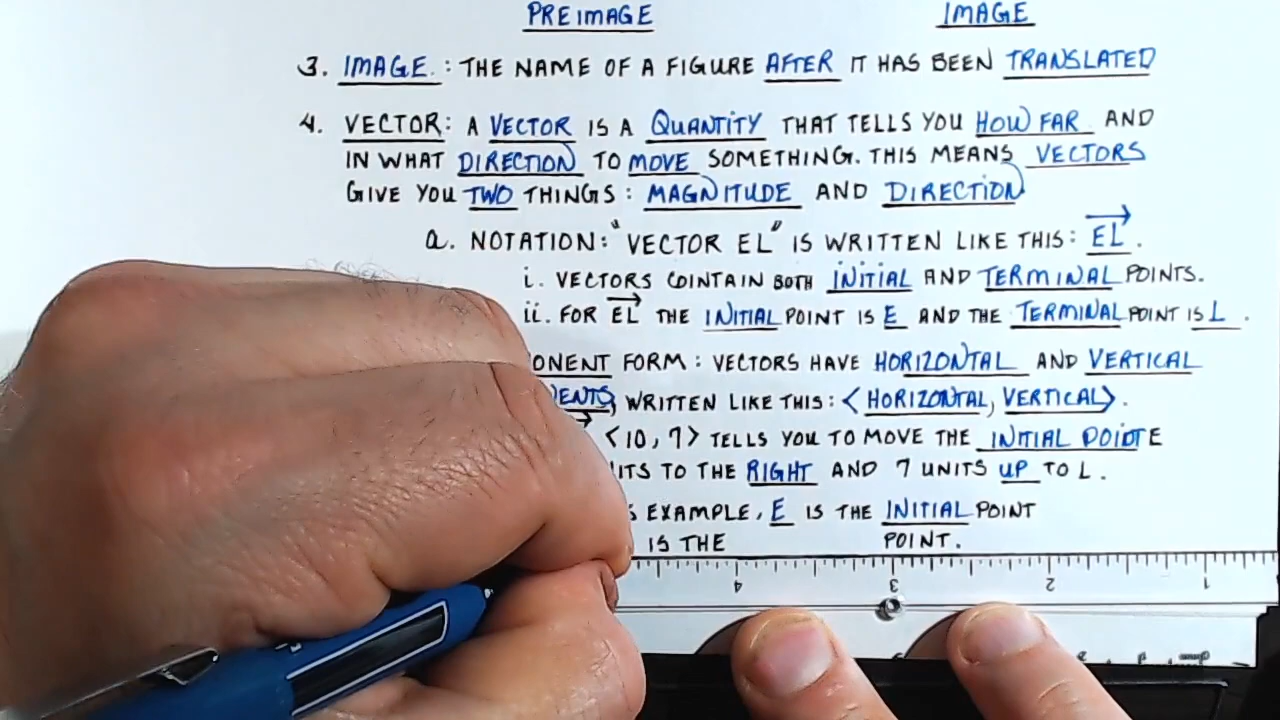 PREIMAGE IMAGE
3. IMAGE. : THE NAME OF A FIGURE AFTER IT HAS BEEN TRANSLATED
4. VECTOR: A VECTOR IS A QUANTITY THAT TELLS YOU HOW FAR AND
IN WHAT DIRECTION TO MOVE SOMETHING. THIS MEANS VECTORS
GIVE YOU TWO THINGS: MAGNITUDE AND DIRECTION
a. NOTATION: "VECTOR EL" IS WRITTEN LIKE THIS: EL.
i. VECTORS COINTAIN BOTH INITIAL AND TERMINAL POINTS.
ii. FOR EL THE INITIAL POINT IS E AND THE TERMINAL POINT IS L.
ONENT FORM: VECTORS HAVE HORIZONTAL AND VERTICAL
ENTS, WRITTEN LIKE THIS: <HORIZONTAL, VERTICAL>.
<10, 7> TELLS YOU TO MOVE THE INITIAL E
ITS TO THE RIGHT AND 7 UNITS UP TO L.
S EXAMPLE, E IS THE INITIAL POINT
IS THE POINT.
4 3 2 1